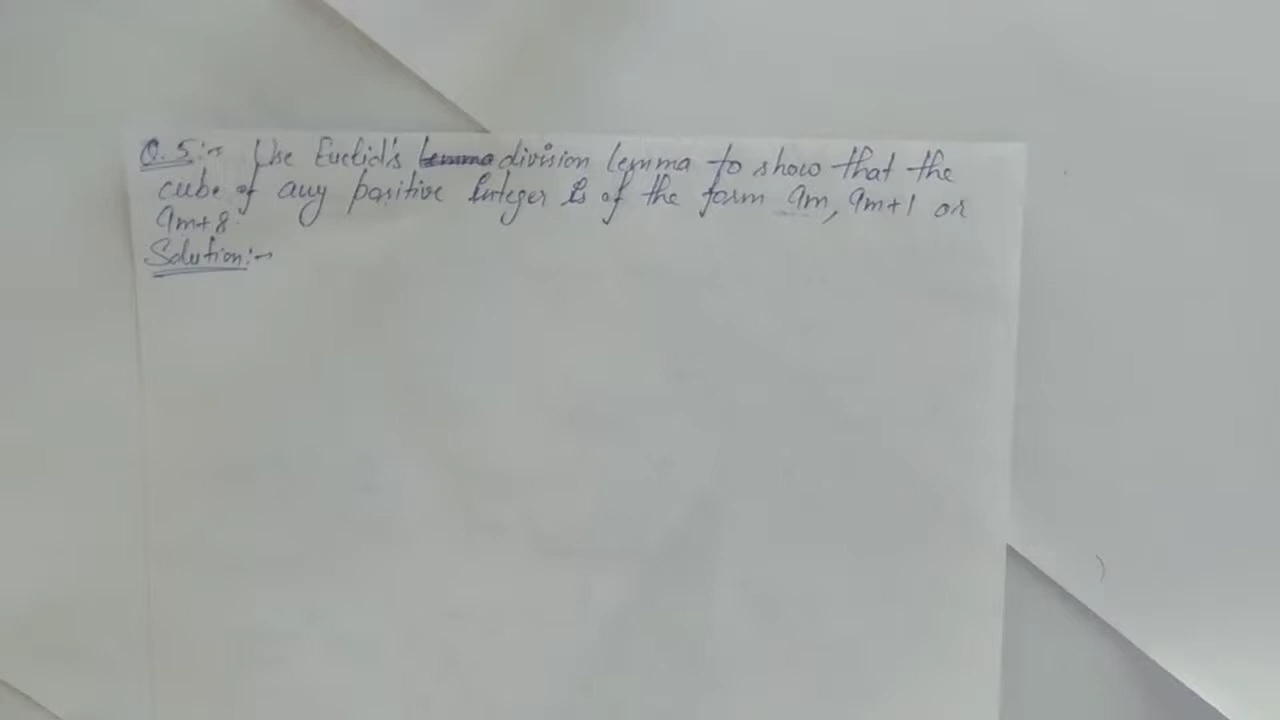 Q.5:- Use Euclid's division lemma to show that the
cube of any positive integer is of the form 9m, 9m+1 or
9m+8.
Solution:-